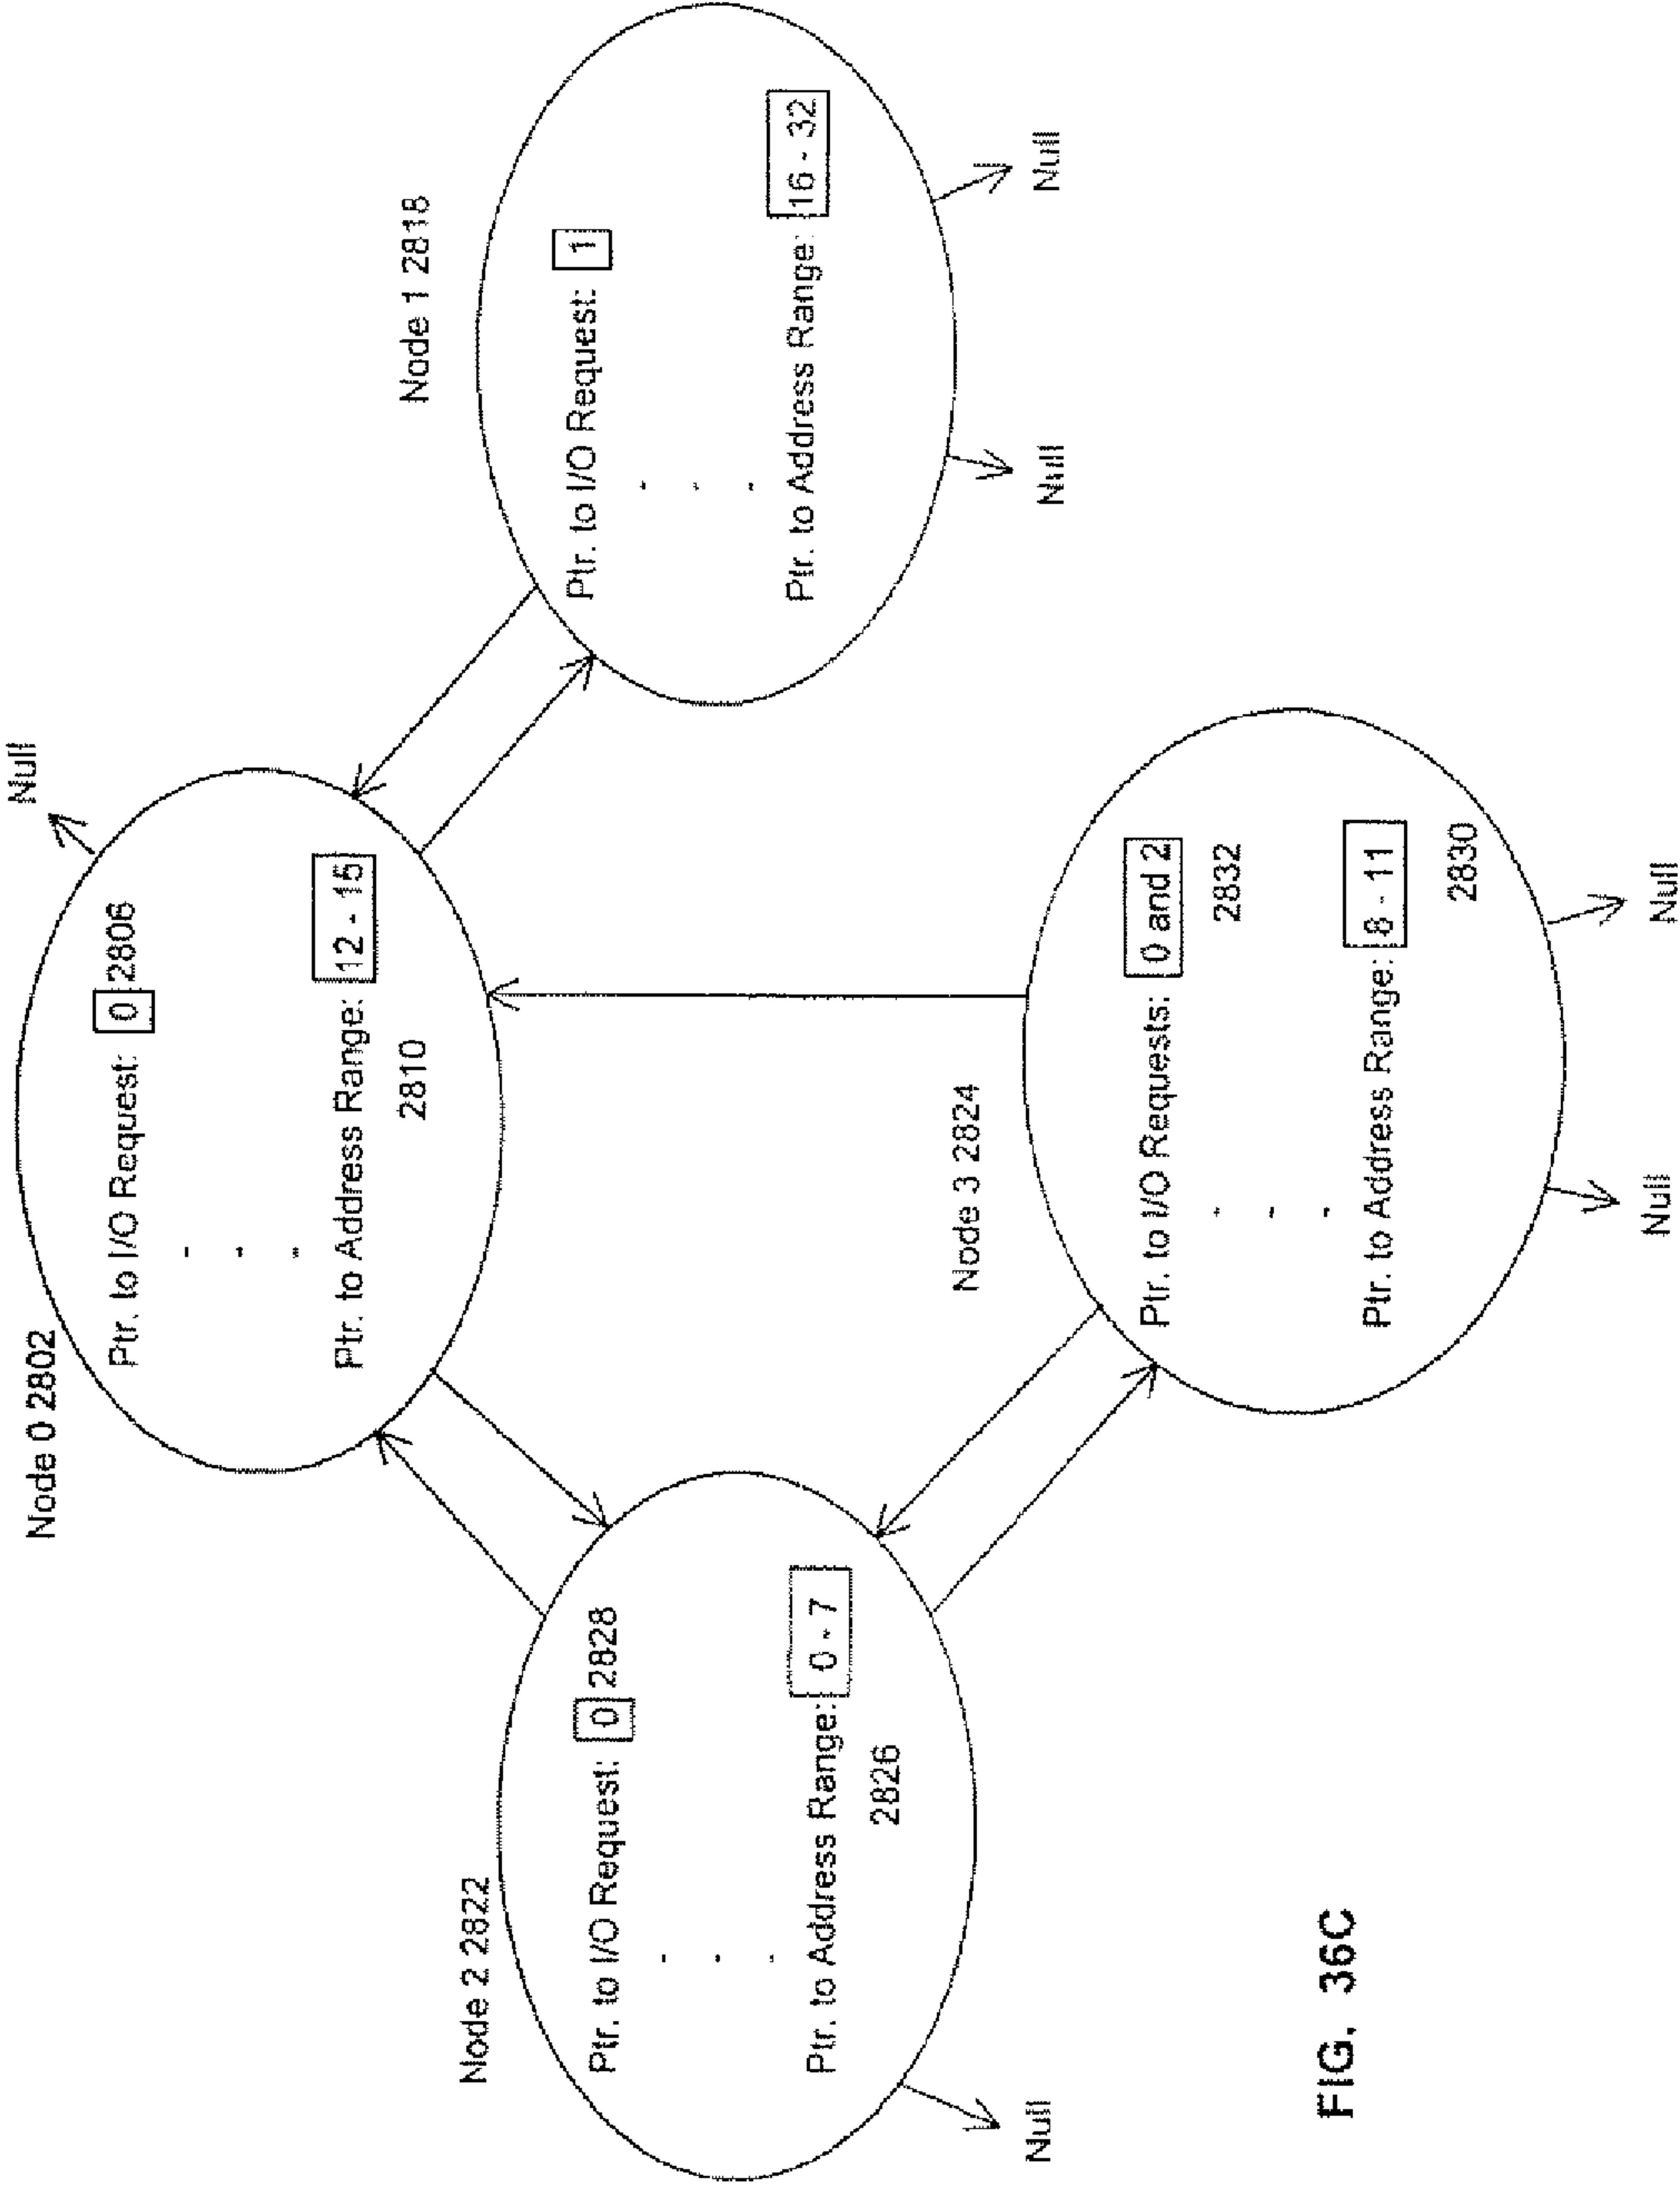 Null
Node 0 2802
Ptr. to I/O Request: 0 2806
Ptr. to Address Range: 12 - 15
2810
Node 2 2822
Ptr. to I/O Request: 0 2828
Ptr. to Address Range: 0 - 7
2826
Null
Node 1 2818
Ptr. to I/O Request: 1
Ptr. to Address Range: 16 - 32
Null
Null
Node 3 2824
Ptr. to I/O Requests: 0 and 2
2832
Ptr. to Address Range: 8 - 11
2830
Null
Null
FIG. 36C